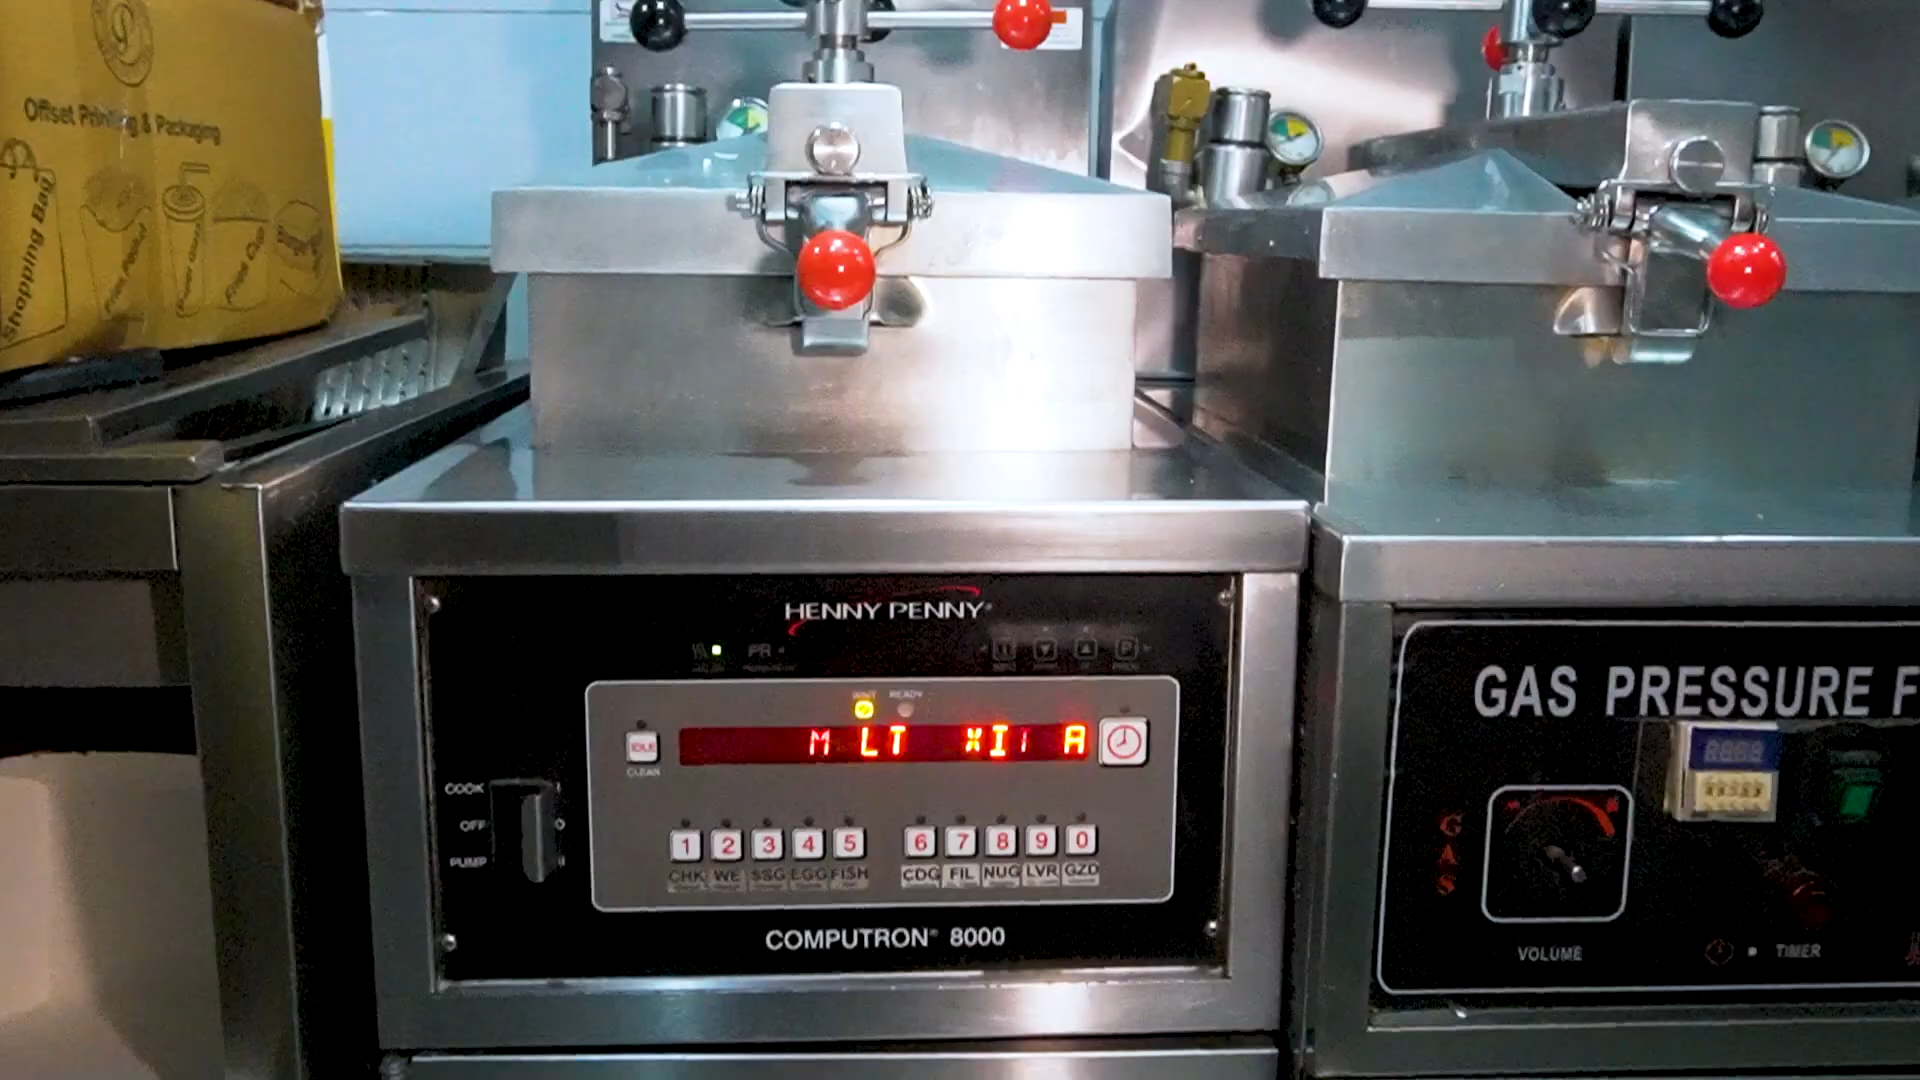 Offset Printing & Packaging
Shopping Bag
HENNY PENNY®
PR
WAIT READY
IDLE
CLEAN
M LT XI A
COOK
OFF
PUMP
1 2 3 4 5 6 7 8 9 0
CHK WE SSG EGG FISH CDG FIL NUG LVR GZD
COMPUTRON® 8000
GAS PRESSURE F
GAS
VOLUME
TIMER